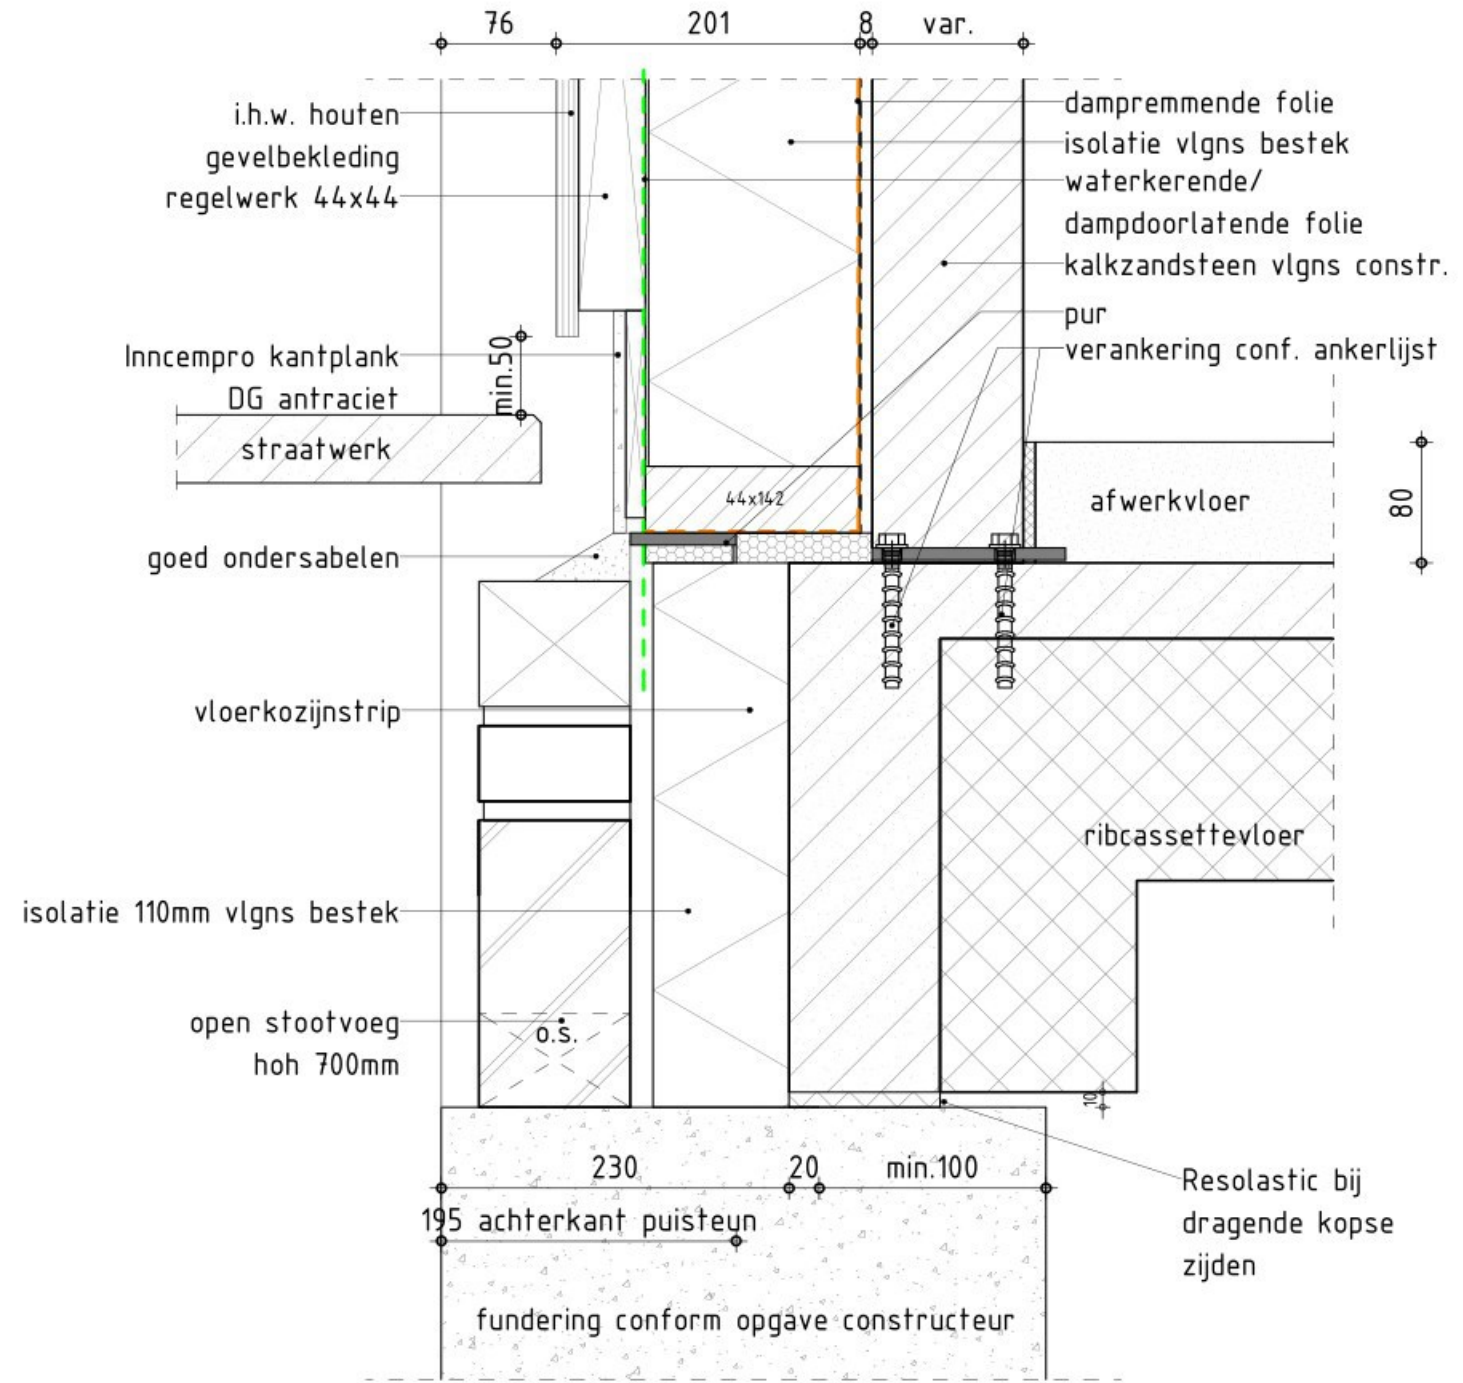 76
201
8
var.
i.h.w. houten
gevelbekleding
regelwerk 44x44
dampremmende folie
isolatie vlgns bestek
waterkerende/
dampdoorlatende folie
kalkzandsteen vlgns constr.
pur
verankering conf. ankerlijst
Inncempro kantplank
DG antraciet
min.50
straatwerk
44x142
afwerkvloer
80
goed ondersabelen
vloerkozijnstrip
ribcassettevloer
isolatie 110mm vlgns bestek
open stootvoeg
hoh 700mm
o.s.
10
230
20
min.100
195 achterkant puisteun
Resolastic bij
dragende kopse
zijden
fundering conform opgave constructeur